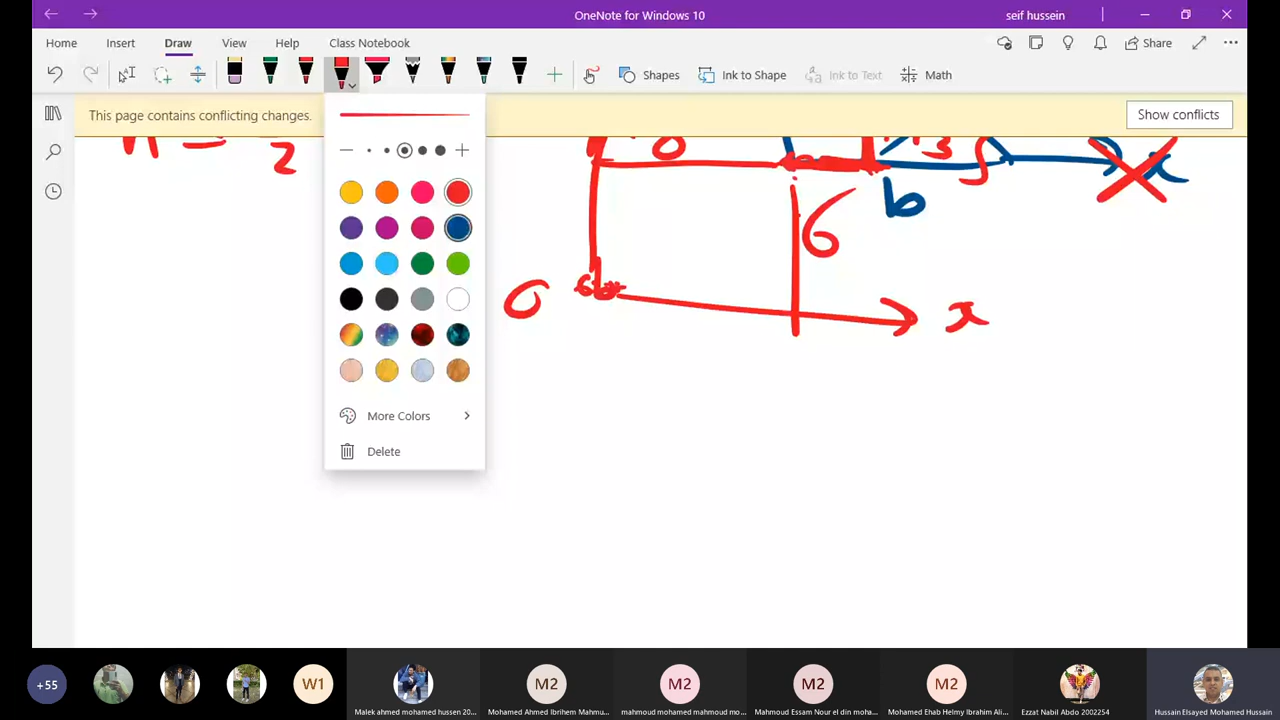 OneNote for Windows 10
seif hussein
Home Insert Draw View Help Class Notebook
Share
Shapes Ink to Shape Ink to Text Math
This page contains conflicting changes.
Show conflicts
2
b
6
x
More Colors
Delete
+55
W1
M2 M2 M2 M2
Malek ahmed mohamed hussen 20...
Mohamed Ahmed Ibrihem Mahmu...
mahmoud mohamed mahmoud mo...
Mahmoud Essam Nour el din moha...
Mohamed Ehab Helmy Ibrahim Ali...
Ezzat Nabil Abdo 2002254
Hussain Elsayed Mohamed Hussain